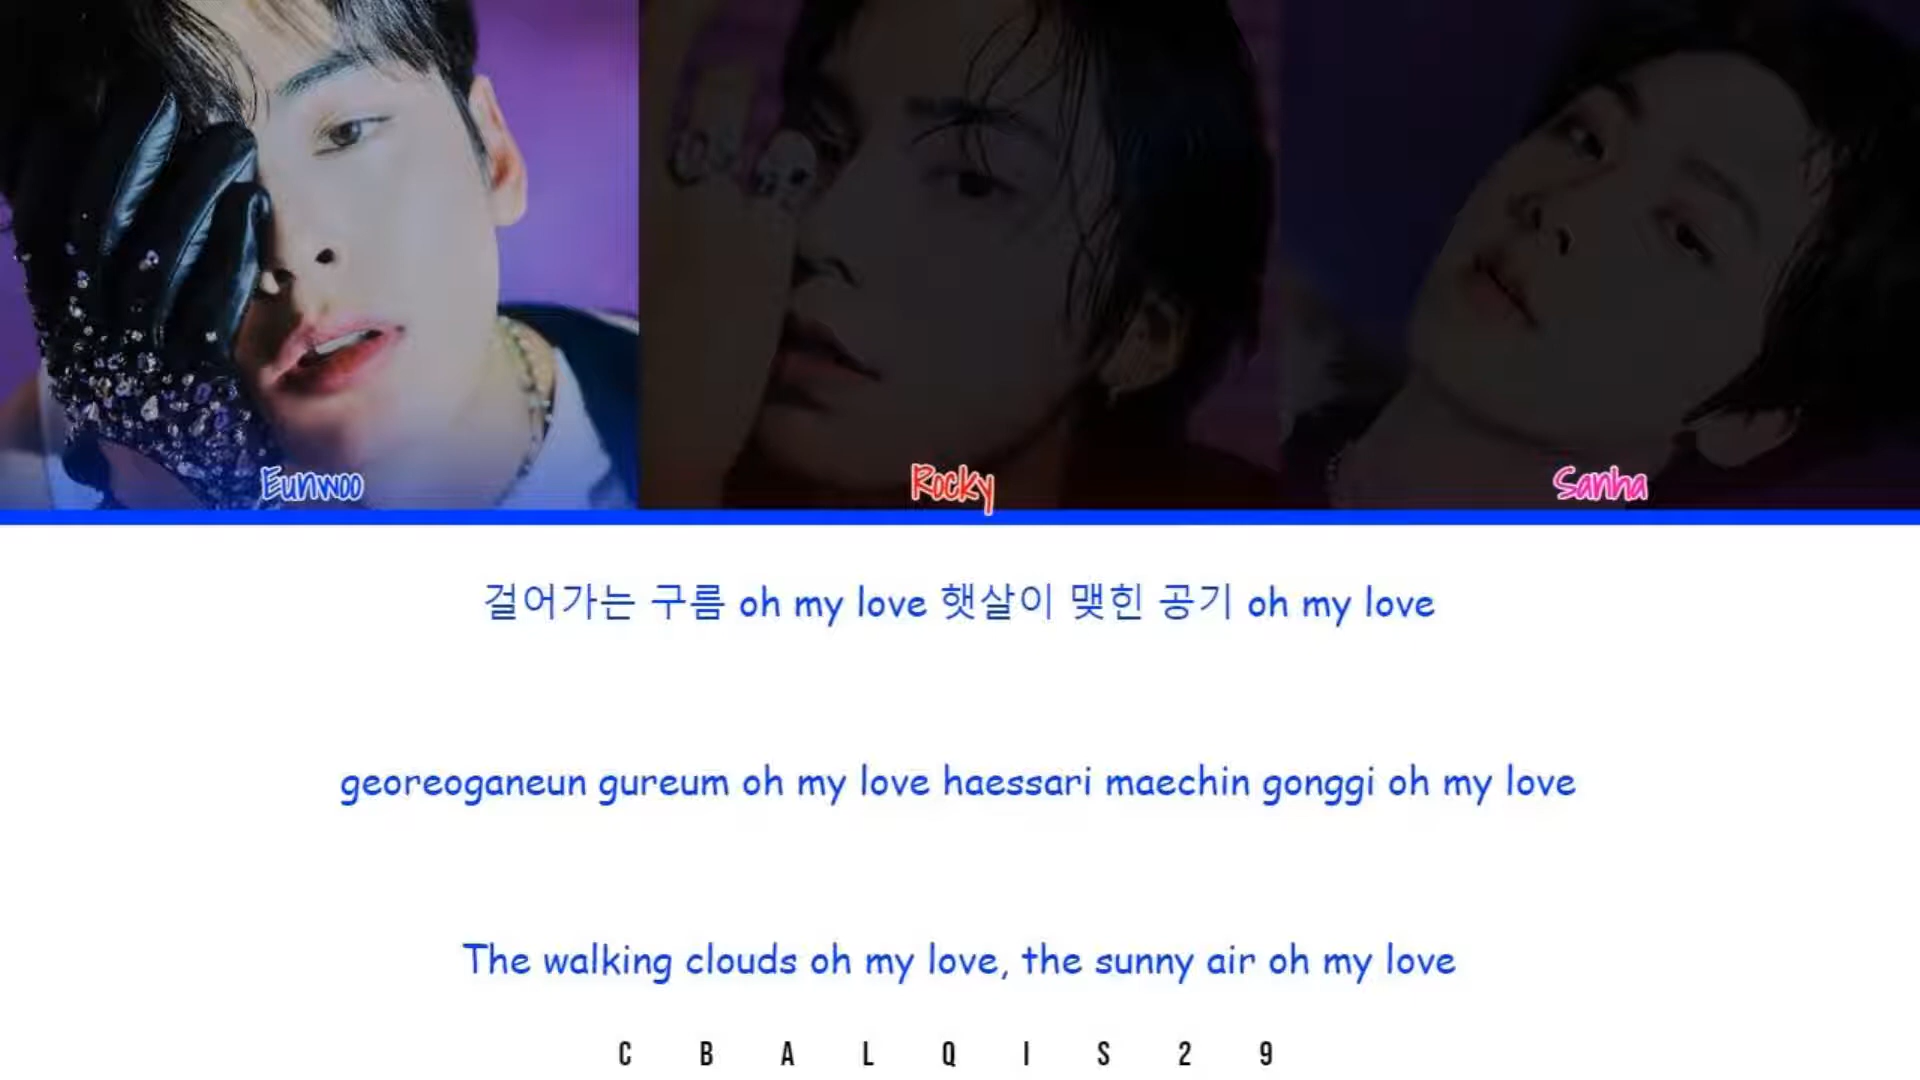 Eunwoo
Rocky
Sanha
걸어가는 구름 oh my love 햇살이 맺힌 공기 oh my love
georeoganeun gureum oh my love haessari maechin gonggi oh my love
The walking clouds oh my love, the sunny air oh my love
C B A L Q I S 2 9